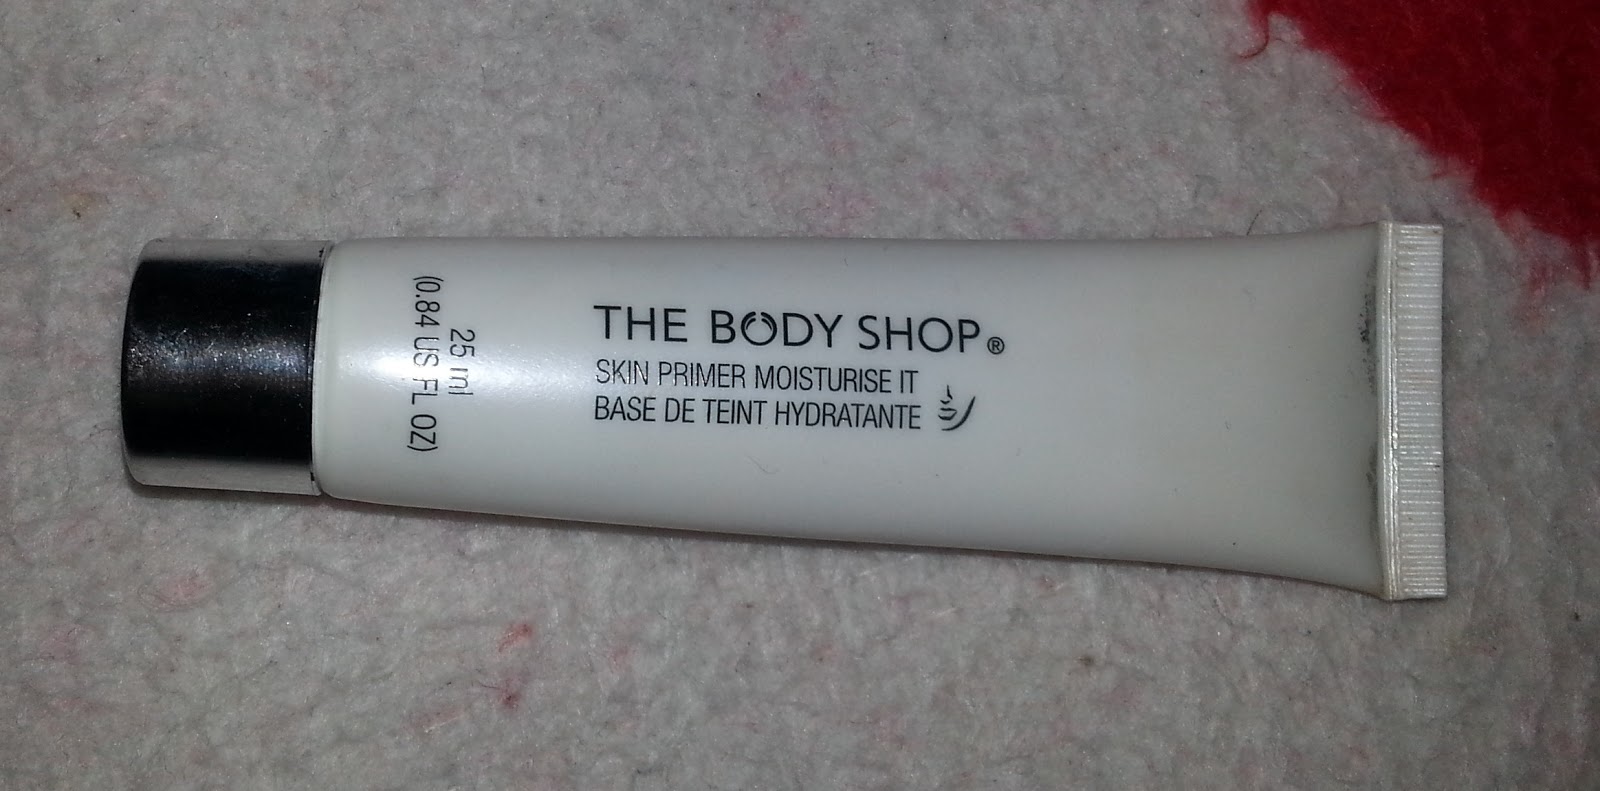 THE BODY SHOP®
SKIN PRIMER MOISTURISE IT
BASE DE TEINT HYDRATANTE
25 ml
(0.84 US FL OZ)